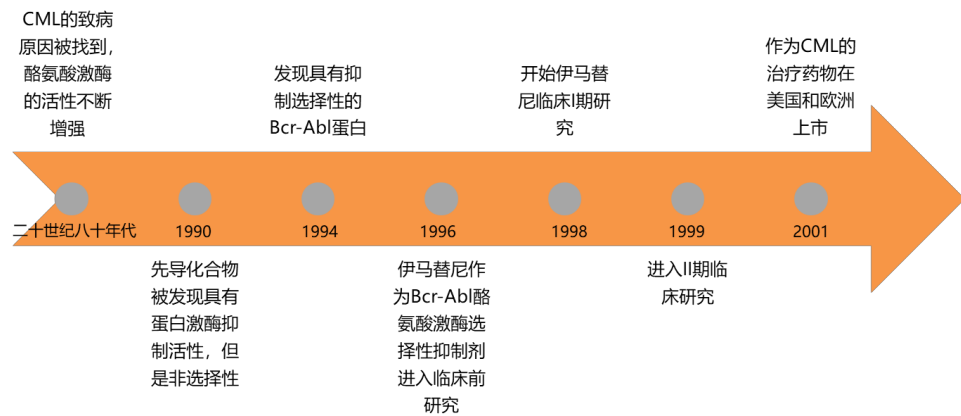 CML的致病
原因被找到，
酪氨酸激酶
的活性不断
增强
发现具有抑
制选择性的
Bcr-Abl蛋白
开始伊马替
尼临床I期研
究
作为CML的
治疗药物在
美国和欧洲
上市
二十世纪八十年代
1990
1994
1996
1998
1999
2001
先导化合物
被发现具有
蛋白激酶抑
制活性，但
是非选择性
伊马替尼作
为Bcr-Abl酪
氨酸激酶选
择性抑制剂
进入临床前
研究
进入II期临
床研究